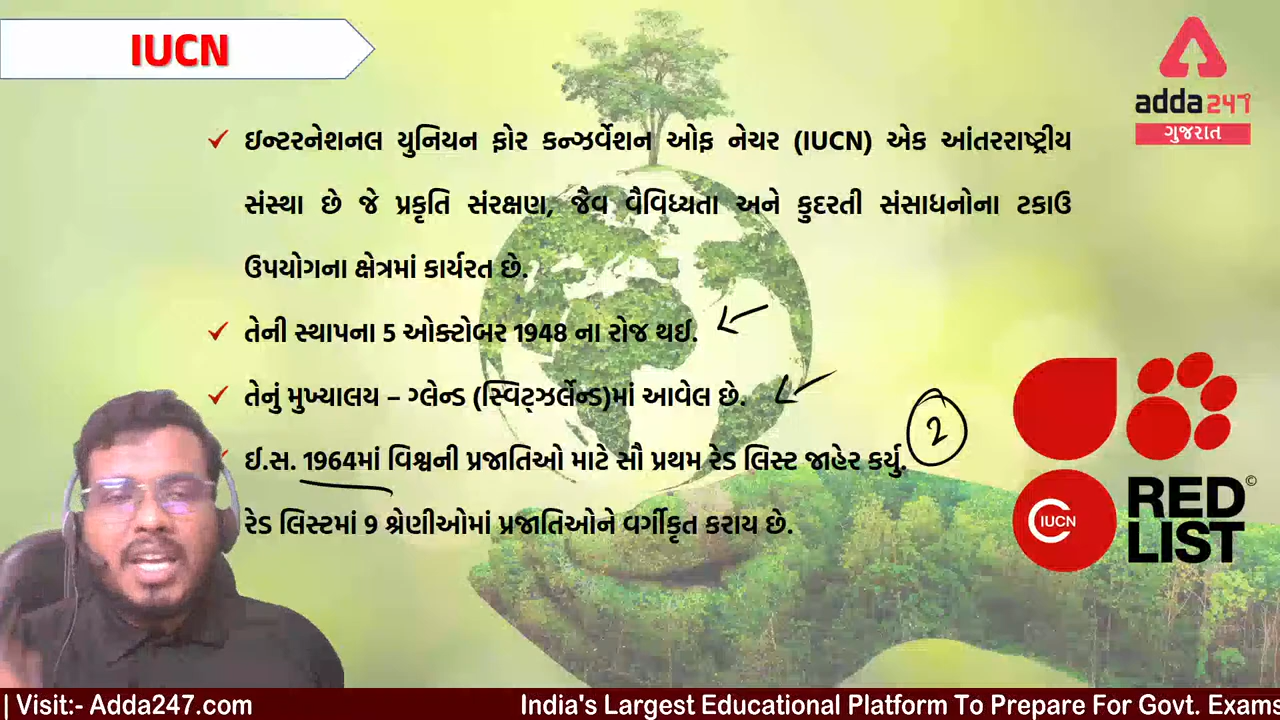 IUCN
adda247
ગુજરાત
ઇન્ટરનેશનલ યુનિયન ફોર કન્ઝર્વેશન ઓફ નેચર (IUCN) એક આંતરરાષ્ટ્રીય
સંસ્થા છે જે પ્રકૃતિ સંરક્ષણ, જૈવ વૈવિધ્યતા અને કુદરતી સંસાધનોના ટકાઉ
ઉપયોગના ક્ષેત્રમાં કાર્યરત છે.
તેની સ્થાપના 5 ઓક્ટોબર 1948 ના રોજ થઈ.
તેનું મુખ્યાલય – ગ્લેન્ડ (સ્વિટ્ઝર્લેન્ડ)માં આવેલ છે.
ઈ.સ. 1964માં વિશ્વની પ્રજાતિઓ માટે સૌ પ્રથમ રેડ લિસ્ટ જાહેર કર્યુ.
2
રેડ લિસ્ટમાં 9 શ્રેણીઓમાં પ્રજાતિઓને વર્ગીકૃત કરાય છે.
IUCN
RED
LIST
©
| Visit:- Adda247.com
India's Largest Educational Platform To Prepare For Govt. Exams